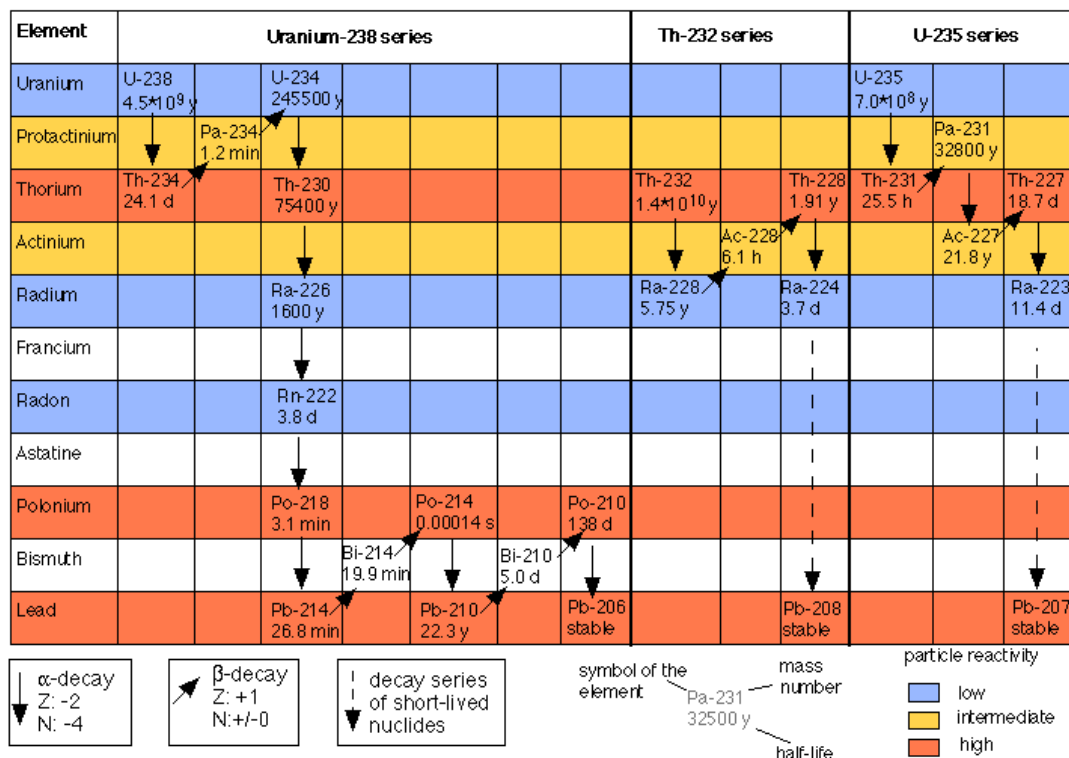 Element Uranium-238 series Th-232 series U-235 series
Uranium U-238 U-234 U-235
4.5*10⁹ y 245500 y 7.0*10⁸ y
Protactinium Pa-234 Pa-231
1.2 min 32800 y
Thorium Th-234 Th-230 Th-232 Th-228 Th-231 Th-227
24.1 d 75400 y 1.4*10¹⁰ y 1.91 y 25.5 h 18.7 d
Actinium Ac-228 Ac-227
6.1 h 21.8 y
Radium Ra-226 Ra-228 Ra-224 Ra-223
1600 y 5.75 y 3.7 d 11.4 d
Francium
Radon Rn-222
3.8 d
Astatine
Polonium Po-218 Po-214 Po-210
3.1 min 0.00014 s 138 d
Bismuth Bi-214 Bi-210
19.9 min 5.0 d
Lead Pb-214 Pb-210 Pb-206 Pb-208 Pb-207
26.8 min 22.3 y stable stable stable
α-decay
Z: -2
N: -4
β-decay
Z: +1
N:+/-0
decay series
of short-lived
nuclides
symbol of the
element
mass
number
Pa-231
32500 y
half-life
particle reactivity
low
intermediate
high